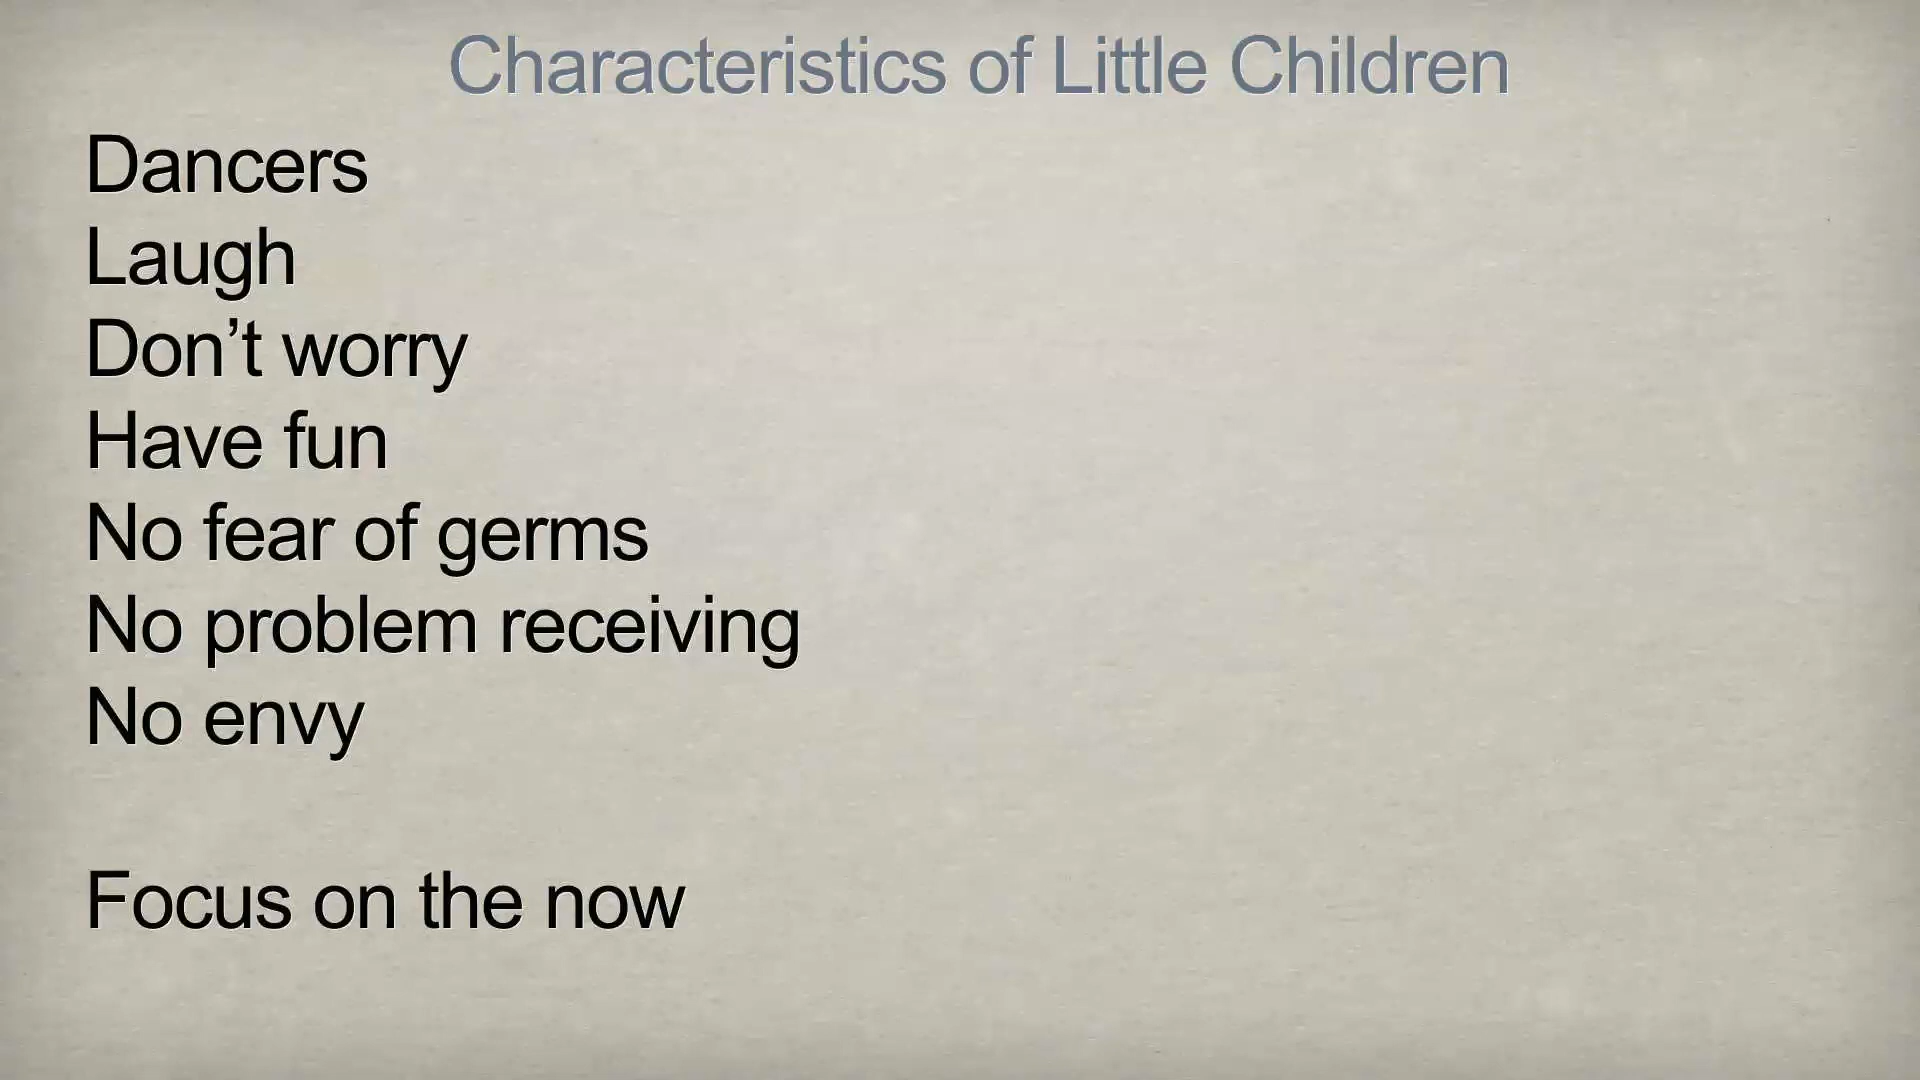 Characteristics of Little Children
Dancers
Laugh
Don’t worry
Have fun
No fear of germs
No problem receiving
No envy
Focus on the now